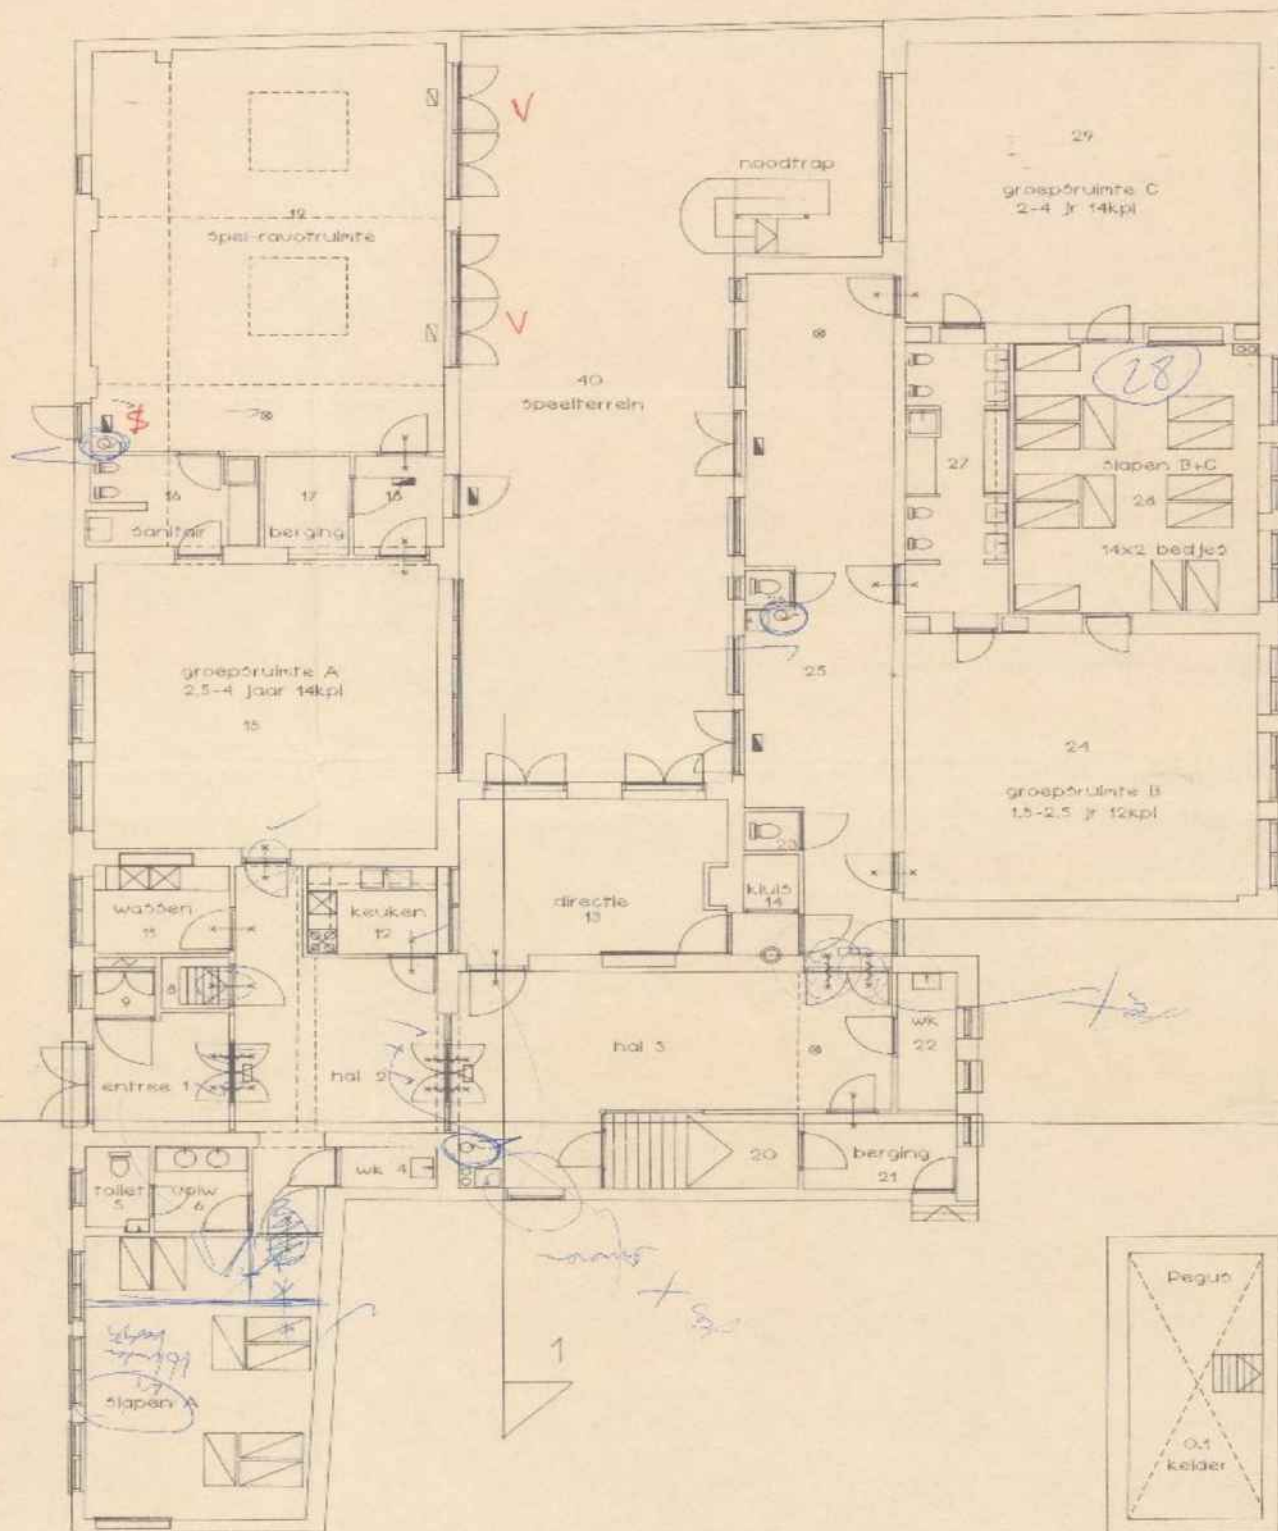 29
groepsruimte C
2-4 jr 14kpl
noodtrap
V
19
spel-ravotruimte
V
28
40
speelterrein
$
27
slapen B+C
28
14x2 bedjes
16
sanitair
17
berging
18
groepsruimte A
2,5-4 jaar 14kpl
15
25
24
groepsruimte B
1,5-2,5 jr 12kpl
23
wassen
11
keuken
12
directie
13
kluis
14
9
8
wk
22
entree 1
hal 2
hal 3
wk 4
20
berging
21
toilet
5
6
slapen A
1
Pegus
0.1
kelder